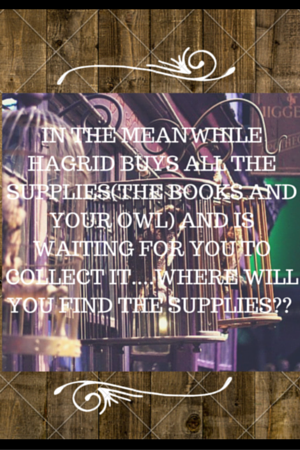 IGGE
IN THE MEANWHILE
HAGRID BUYS ALL THE
SUPPLIES(THE BOOKS AND
YOUR OWL) AND IS
WAITING FOR YOU TO
COLLECT IT... WHERE WILL
YOU FIND THE SUPPLIES??